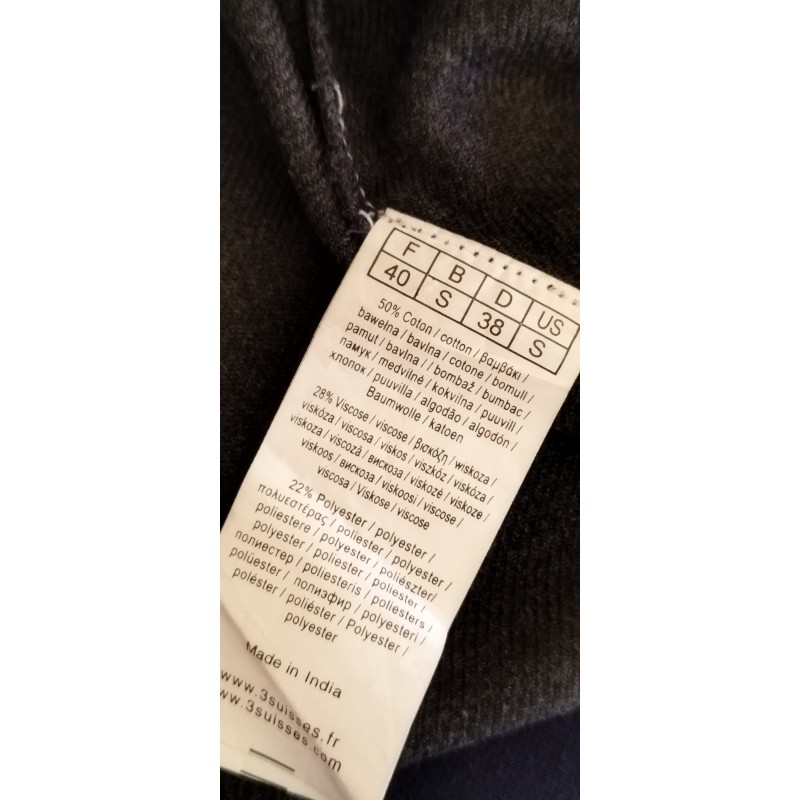 F B D US
40 S 38 S
50% Coton / cotton / βαμβάκι /
bawełna / bavlna / cotone / bomull /
pamut / bavlna / / bombaž / bumbac /
памук / medvilnė / kokvilna / puuvill /
хлопок / puuvilla / algodão / algodón /
Baumwolle / katoen
28% Viscose / viscose / βισκόζη / wiskoza /
viskóza / viscosa / viskos / viszkóz / viskóza /
viskoza / viscoză / вискоза / viskozė / viskoze /
viskoos / вискоза / viskoosi / viscose /
viscosa / Viskose / viscose
22% Polyester / polyester /
πολυεστέρας / poliester / polyester /
poliestere / polyester / poliészter/
polyester / poliester / poliester /
полиестер / poliesteris / poliesters /
polüester / полиэфир / polyesteri /
poléster / poliéster / Polyester /
polyester
Made in India
www.3suisses.fr
www.3suisses.com